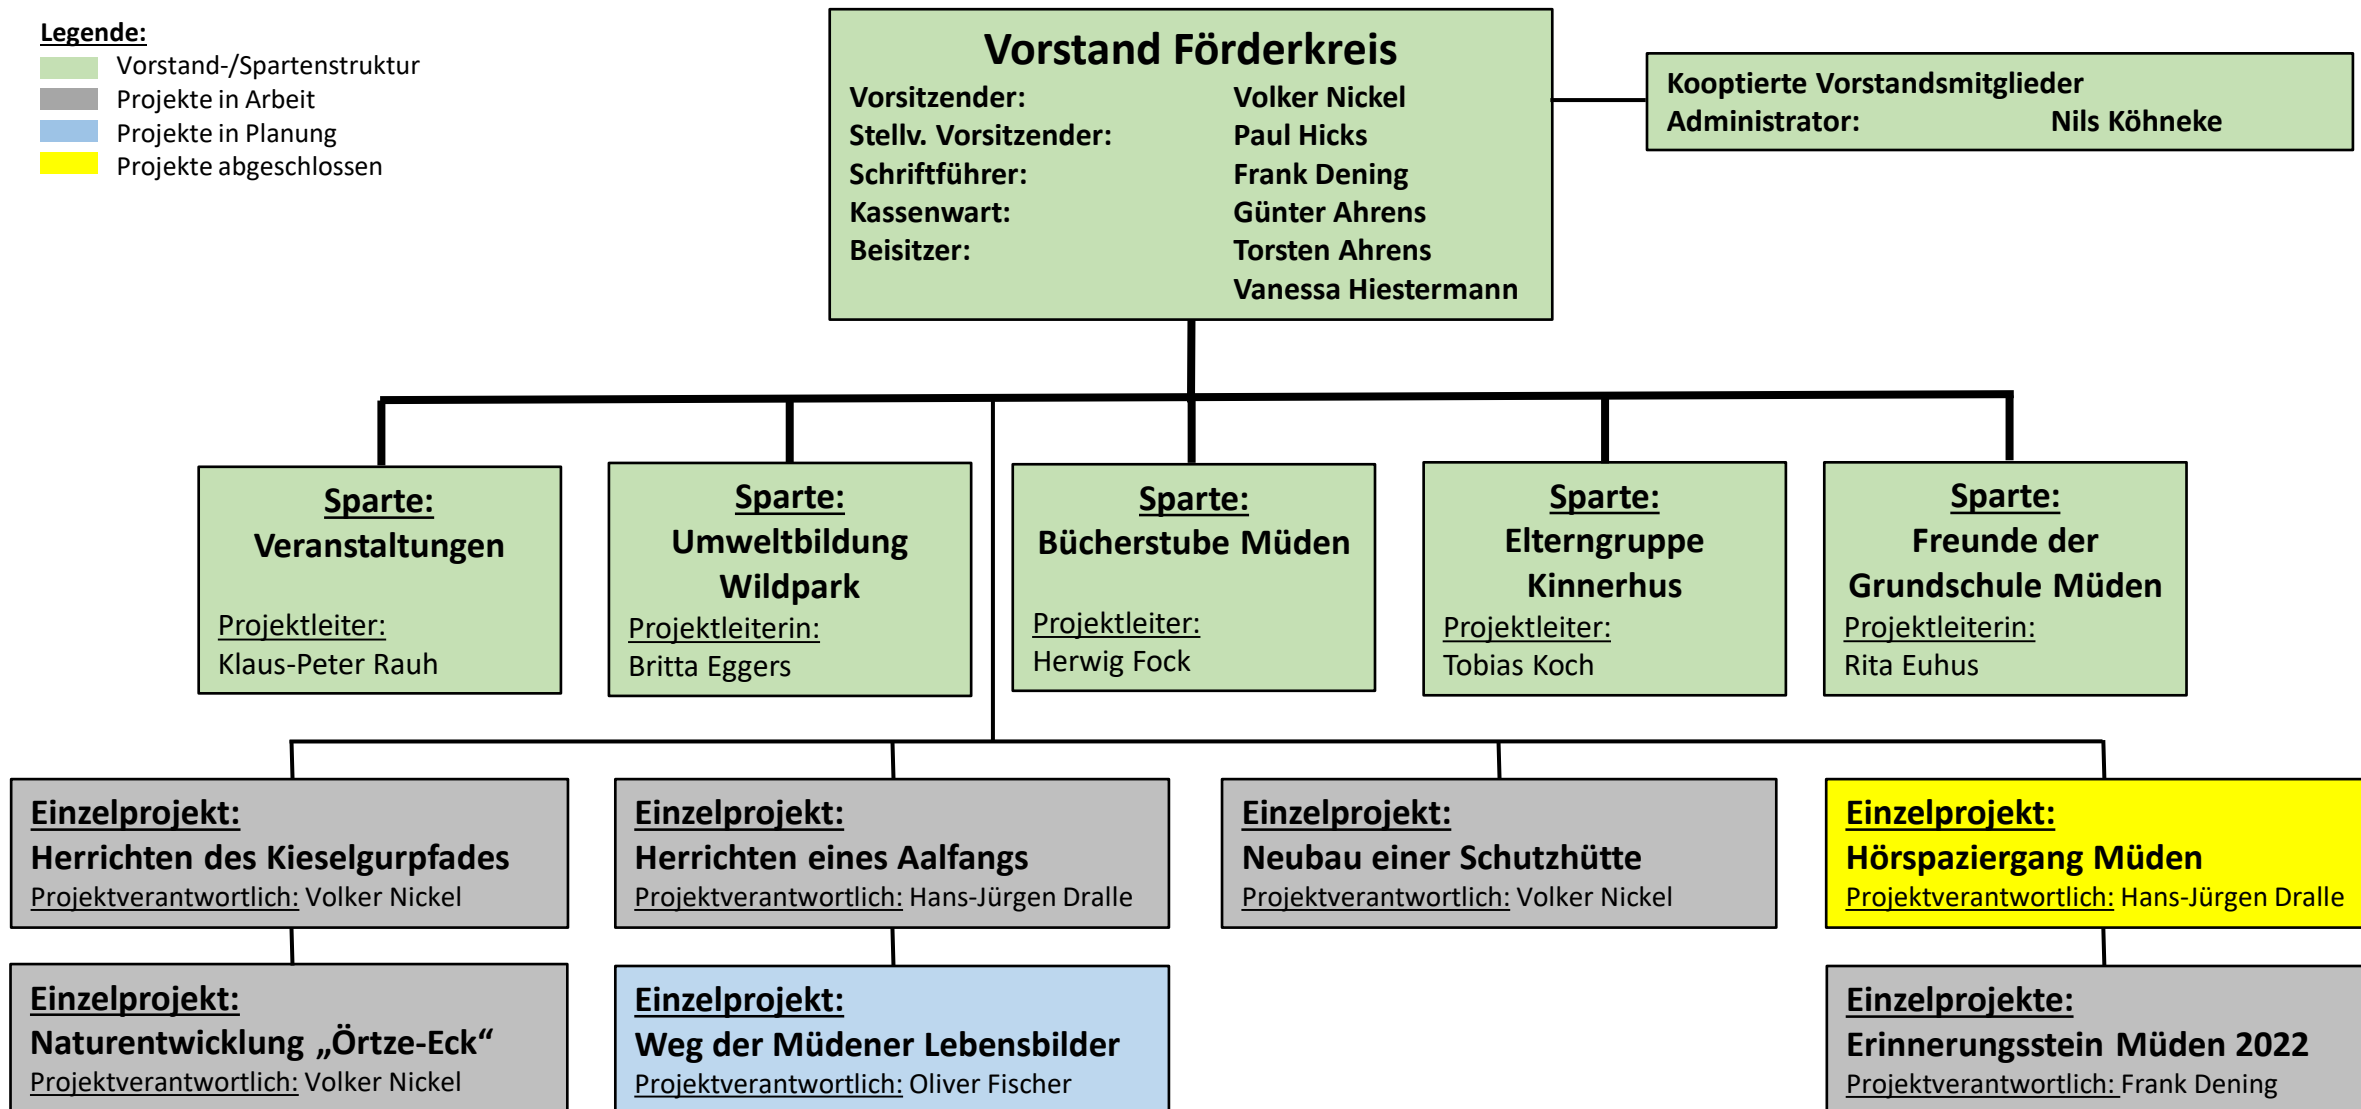 Legende:
Vorstand-/Spartenstruktur
Projekte in Arbeit
Projekte in Planung
Projekte abgeschlossen
Vorstand Förderkreis
Vorsitzender: Volker Nickel
Stellv. Vorsitzender: Paul Hicks
Schriftführer: Frank Dening
Kassenwart: Günter Ahrens
Beisitzer: Torsten Ahrens
Vanessa Hiestermann
Kooptierte Vorstandsmitglieder
Administrator: Nils Köhneke
Sparte:
Veranstaltungen
Projektleiter:
Klaus-Peter Rauh
Sparte:
Umweltbildung
Wildpark
Projektleiterin:
Britta Eggers
Sparte:
Bücherstube Müden
Projektleiter:
Herwig Fock
Sparte:
Elterngruppe
Kinnerhus
Projektleiter:
Tobias Koch
Sparte:
Freunde der
Grundschule Müden
Projektleiterin:
Rita Euhus
Einzelprojekt:
Herrichten des Kieselgurpfades
Projektverantwortlich: Volker Nickel
Einzelprojekt:
Herrichten eines Aalfangs
Projektverantwortlich: Hans-Jürgen Dralle
Einzelprojekt:
Neubau einer Schutzhütte
Projektverantwortlich: Volker Nickel
Einzelprojekt:
Hörspaziergang Müden
Projektverantwortlich: Hans-Jürgen Dralle
Einzelprojekt:
Naturentwicklung „Örtze-Eck“
Projektverantwortlich: Volker Nickel
Einzelprojekt:
Weg der Müdener Lebensbilder
Projektverantwortlich: Oliver Fischer
Einzelprojekte:
Erinnerungsstein Müden 2022
Projektverantwortlich: Frank Dening